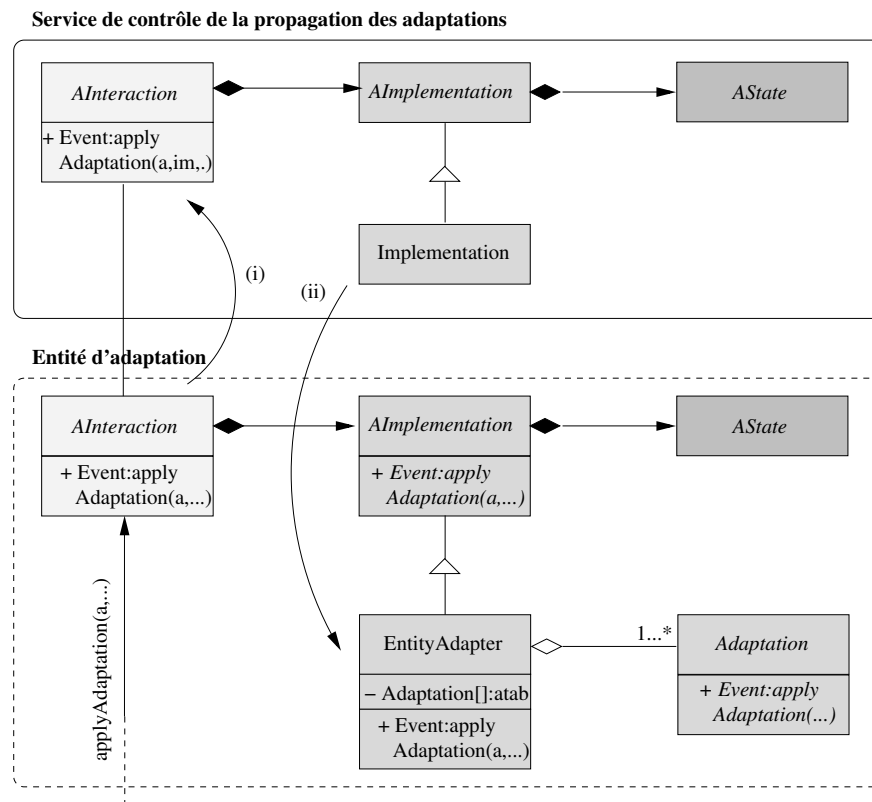 Service de contrôle de la propagation des adaptations
AInteraction
+ Event:apply
Adaptation(a,im,.)
AImplementation
AState
Implementation
(i)
(ii)
Entité d'adaptation
AInteraction
+ Event:apply
Adaptation(a,...)
AImplementation
+ Event:apply
Adaptation(a,...)
AState
applyAdaptation(a,...)
EntityAdapter
− Adaptation[]:atab
+ Event:apply
Adaptation(a,...)
1...*
Adaptation
+ Event:apply
Adaptation(...)